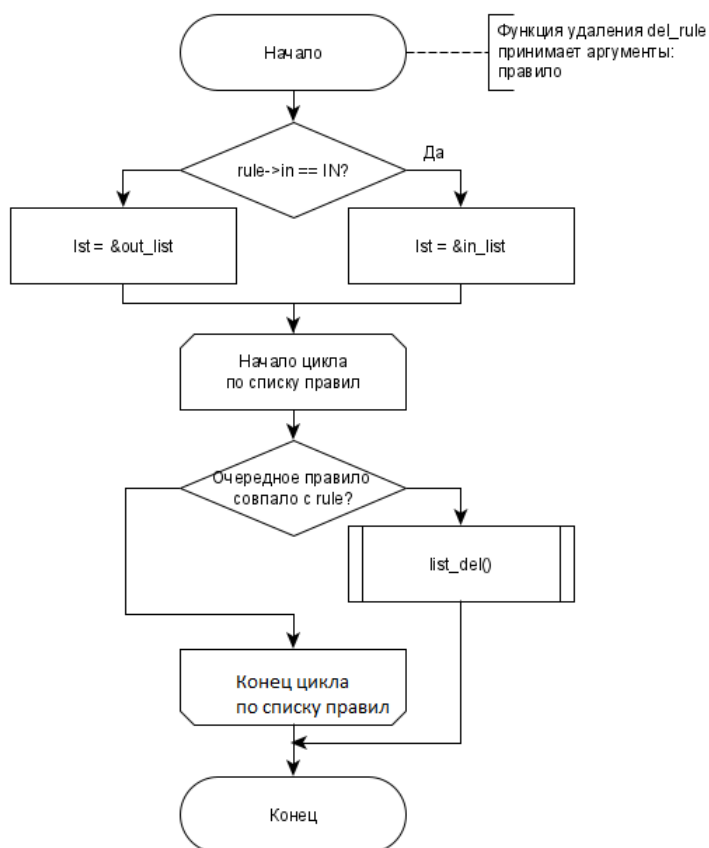 Начало
Функция удаления del_rule
принимает аргументы:
правило
rule->in == IN?
Да
lst = &out_list
lst = &in_list
Начало цикла
по списку правил
Очередное правило
совпало с rule?
list_del()
Конец цикла
по списку правил
Конец